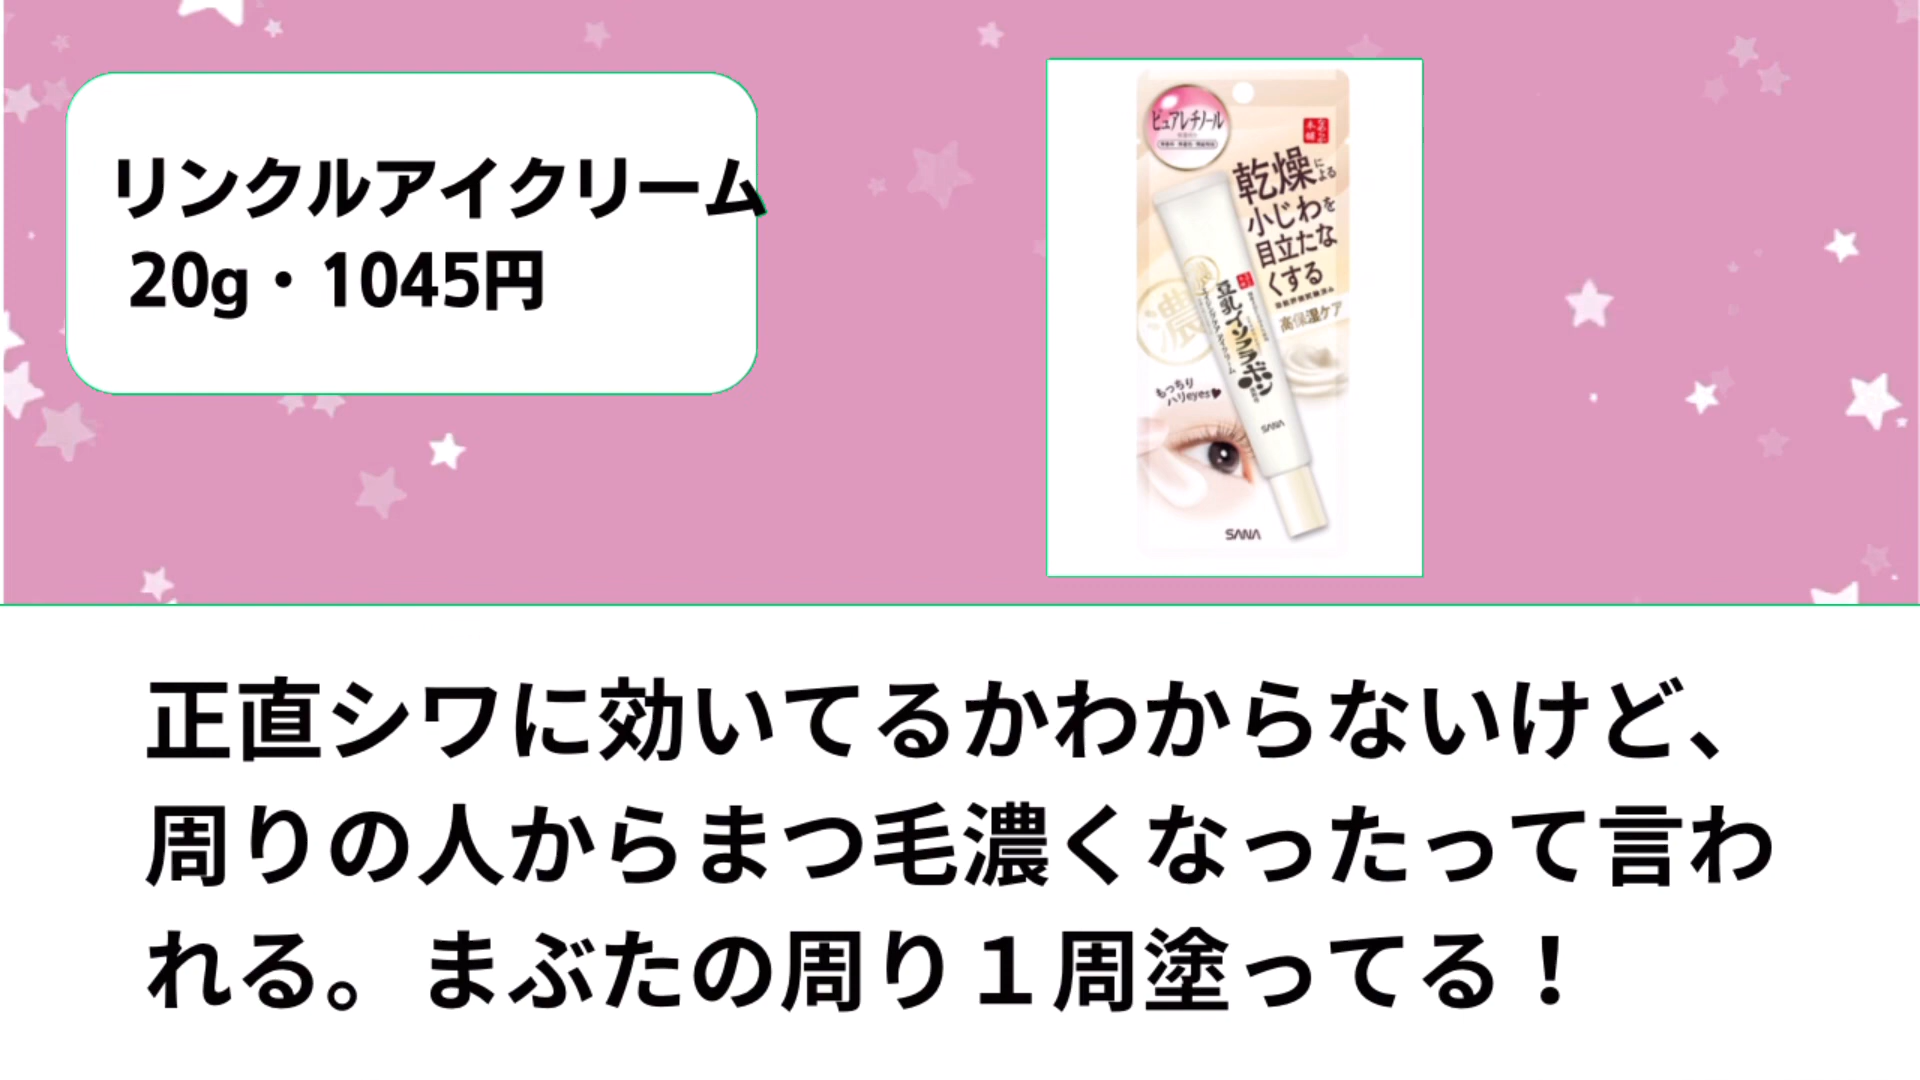 リンクルアイクリーム
20g・1045円
ピュアレチノール
乾燥による
小じわを
目立たな
くする
高保湿ケア
濃
豆乳イソフラボン
もっちり
ハリeyes♥
SANA
SANA
正直シワに効いてるかわからないけど、
周りの人からまつ毛濃くなったって言わ
れる。まぶたの周り１周塗ってる！